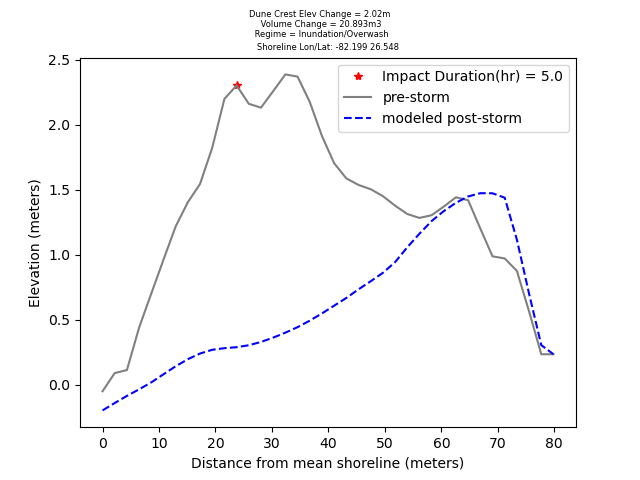 Dune Crest Elev Change = 2.02m
Volume Change = 20.893m3
Regime = Inundation/Overwash
Shoreline Lon/Lat: -82.199 26.548
Impact Duration(hr) = 5.0
pre-storm
modeled post-storm
2.5
2.0
1.5
1.0
0.5
0.0
Elevation (meters)
0 10 20 30 40 50 60 70 80
Distance from mean shoreline (meters)